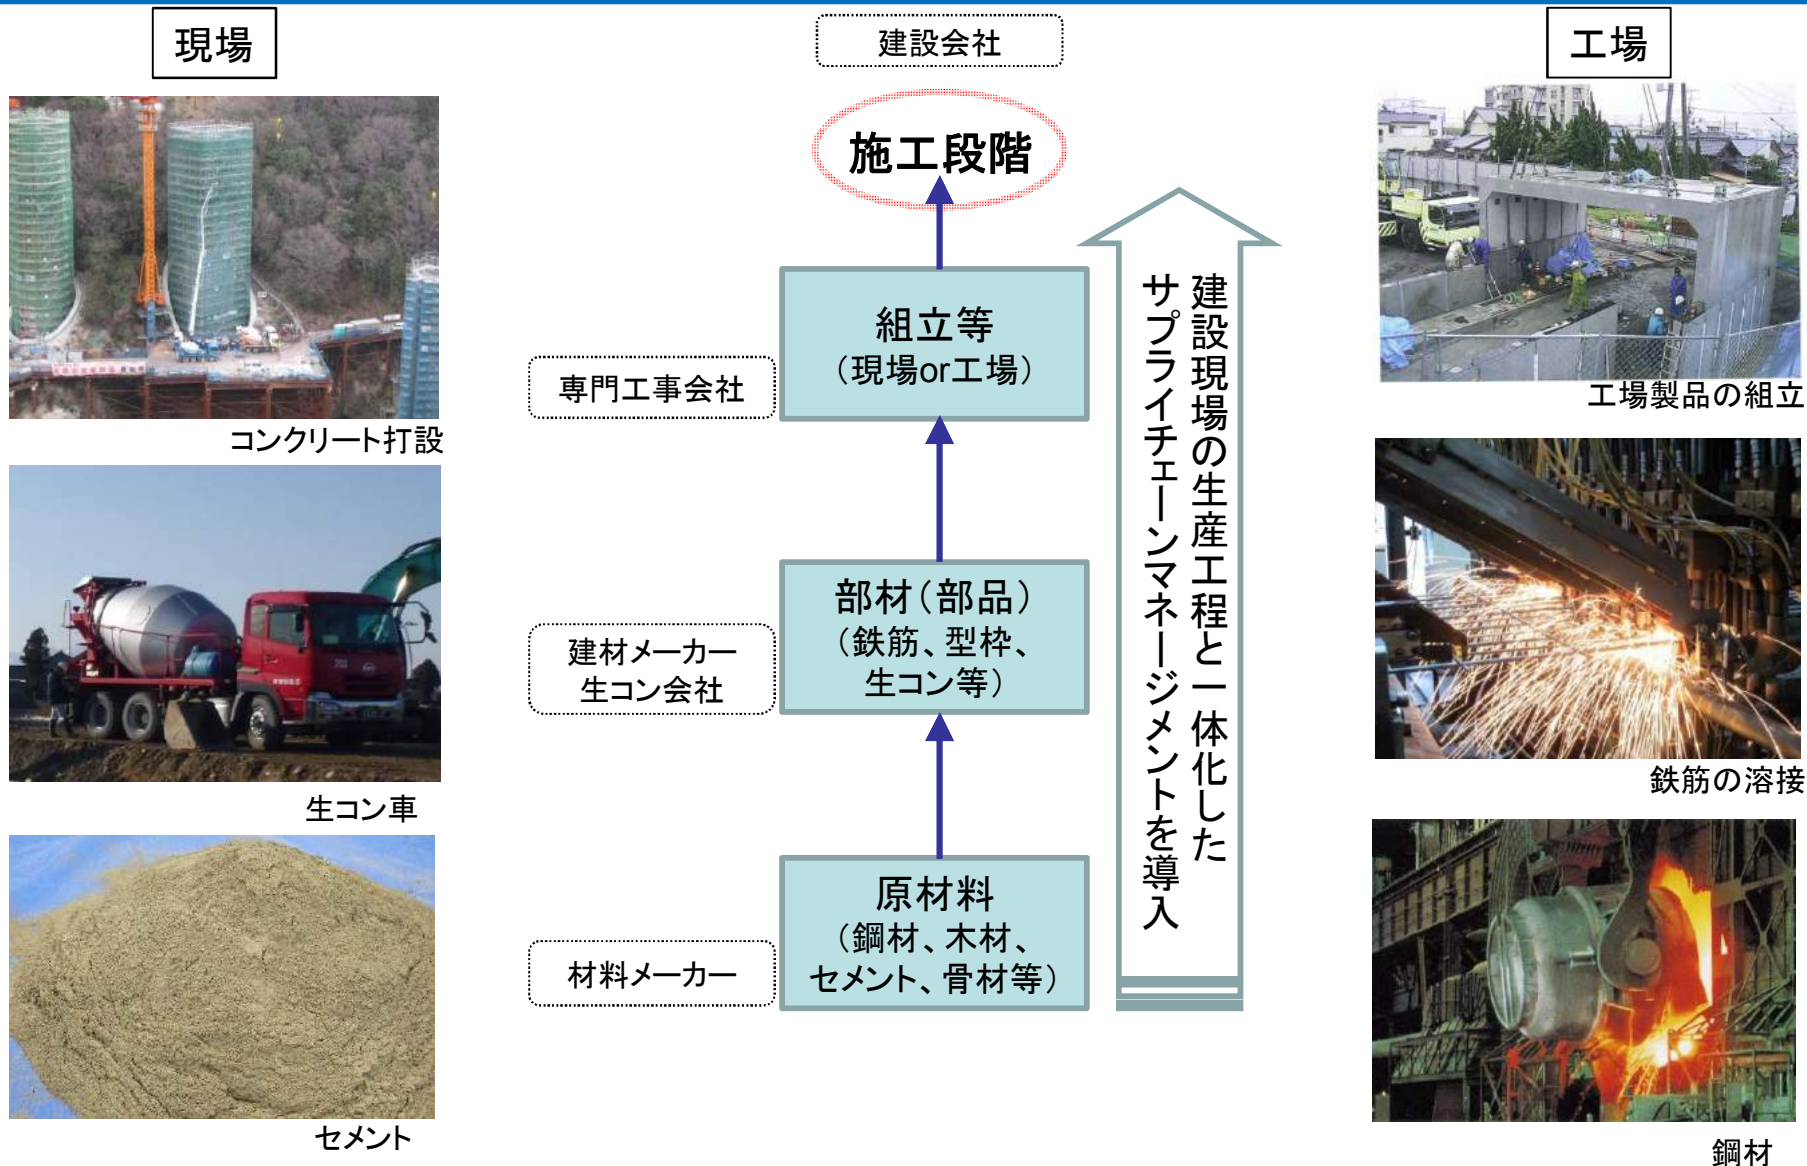 現場
建設会社
工場
施工段階
組立等
（現場or工場）
専門工事会社
部材（部品）
（鉄筋、型枠、
生コン等）
建材メーカー
生コン会社
原材料
（鋼材、木材、
セメント、骨材等）
材料メーカー
建設現場の生産工程と一体化した
サプライチェーンマネージメントを導入
コンクリート打設
生コン車
セメント
工場製品の組立
鉄筋の溶接
鋼材